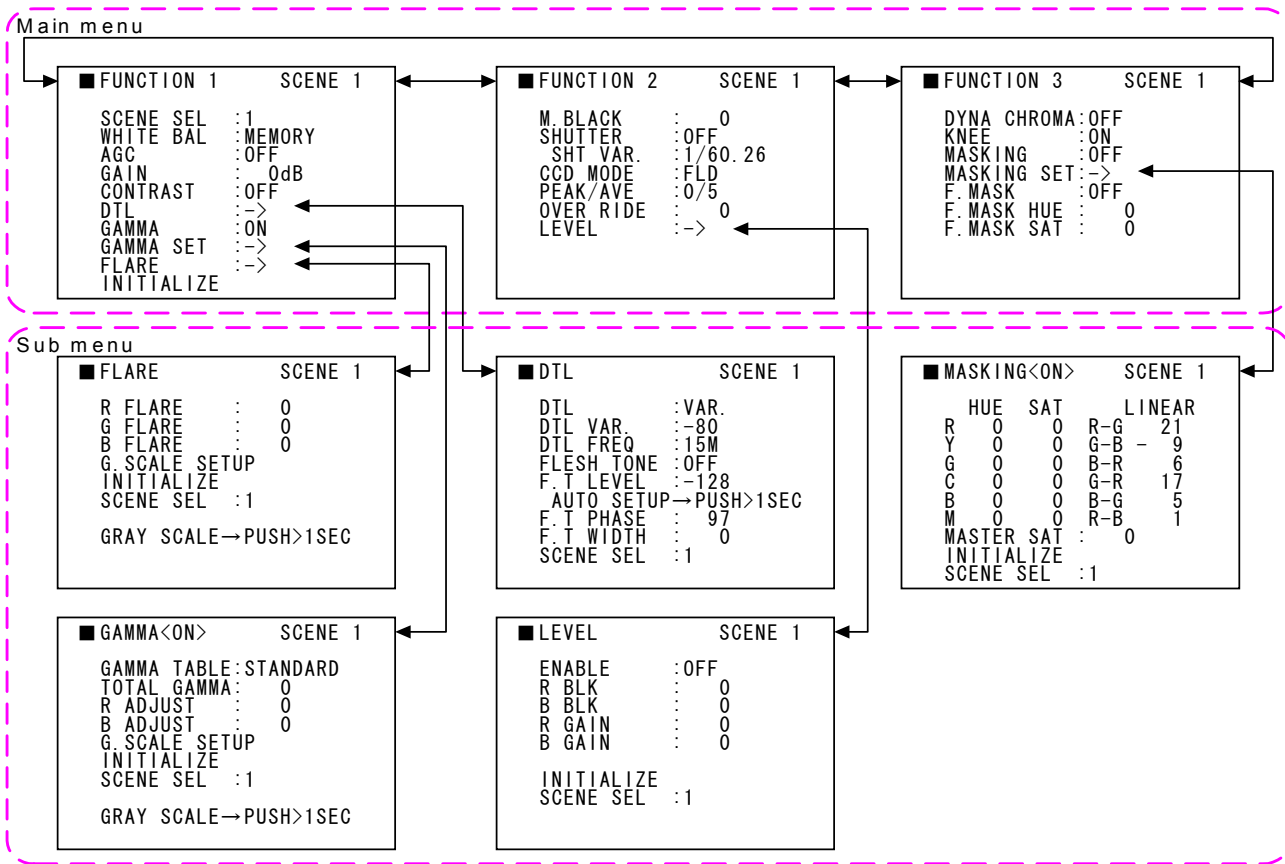 Main menu
■FUNCTION 1 SCENE 1
SCENE SEL :1
WHITE BAL :MEMORY
AGC :OFF
GAIN : 0dB
CONTRAST :OFF
DTL :->
GAMMA :ON
GAMMA SET :->
FLARE :->
INITIALIZE
■FUNCTION 2 SCENE 1
M.BLACK : 0
SHUTTER :OFF
SHT VAR. :1/60.26
CCD MODE :FLD
PEAK/AVE :0/5
OVER RIDE : 0
LEVEL :->
■FUNCTION 3 SCENE 1
DYNA CHROMA:OFF
KNEE :ON
MASKING :OFF
MASKING SET:->
F.MASK :OFF
F.MASK HUE : 0
F.MASK SAT : 0
Sub menu
■FLARE SCENE 1
R FLARE : 0
G FLARE : 0
B FLARE : 0
G.SCALE SETUP
INITIALIZE
SCENE SEL :1
GRAY SCALE→PUSH>1SEC
■DTL SCENE 1
DTL :VAR.
DTL VAR. :-80
DTL FREQ :15M
FLESH TONE :OFF
F.T LEVEL :-128
AUTO SETUP→PUSH>1SEC
F.T PHASE : 97
F.T WIDTH : 0
SCENE SEL :1
■MASKING<ON> SCENE 1
HUE SAT LINEAR
R 0 0 R-G 21
Y 0 0 G-B - 9
G 0 0 B-R 6
C 0 0 G-R 17
B 0 0 B-G 5
M 0 0 R-B 1
MASTER SAT : 0
INITIALIZE
SCENE SEL :1
■GAMMA<ON> SCENE 1
GAMMA TABLE:STANDARD
TOTAL GAMMA: 0
R ADJUST : 0
B ADJUST : 0
G.SCALE SETUP
INITIALIZE
SCENE SEL :1
GRAY SCALE→PUSH>1SEC
■LEVEL SCENE 1
ENABLE :OFF
R BLK : 0
B BLK : 0
R GAIN : 0
B GAIN : 0
INITIALIZE
SCENE SEL :1